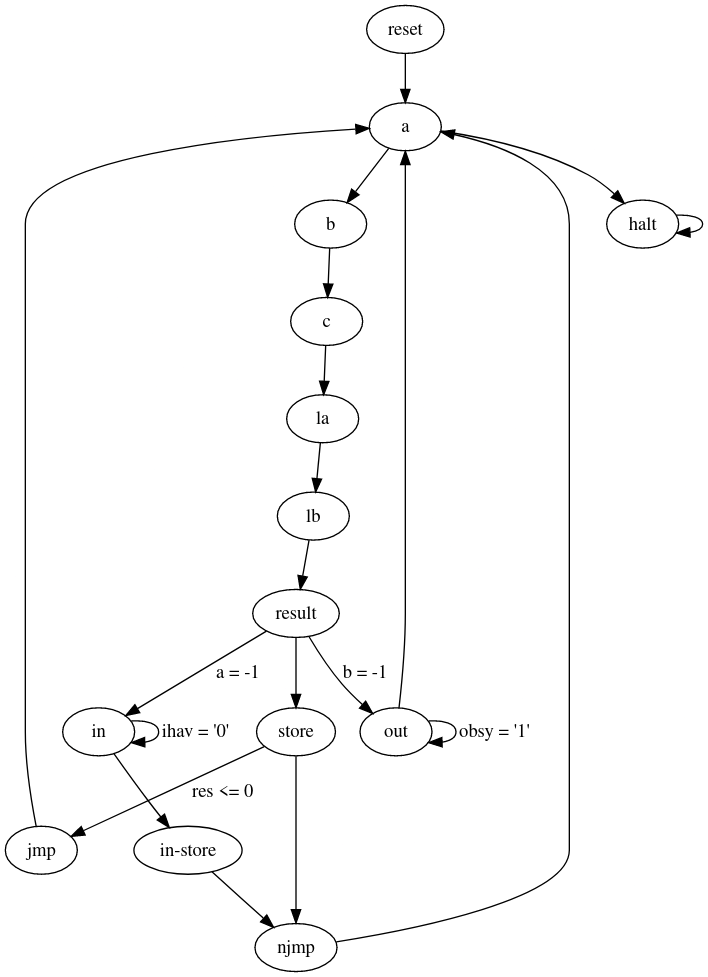 reset
a
b
halt
c
la
lb
result
a = -1
b = -1
in
ihav = '0'
store
out
obsy = '1'
res <= 0
jmp
in-store
njmp